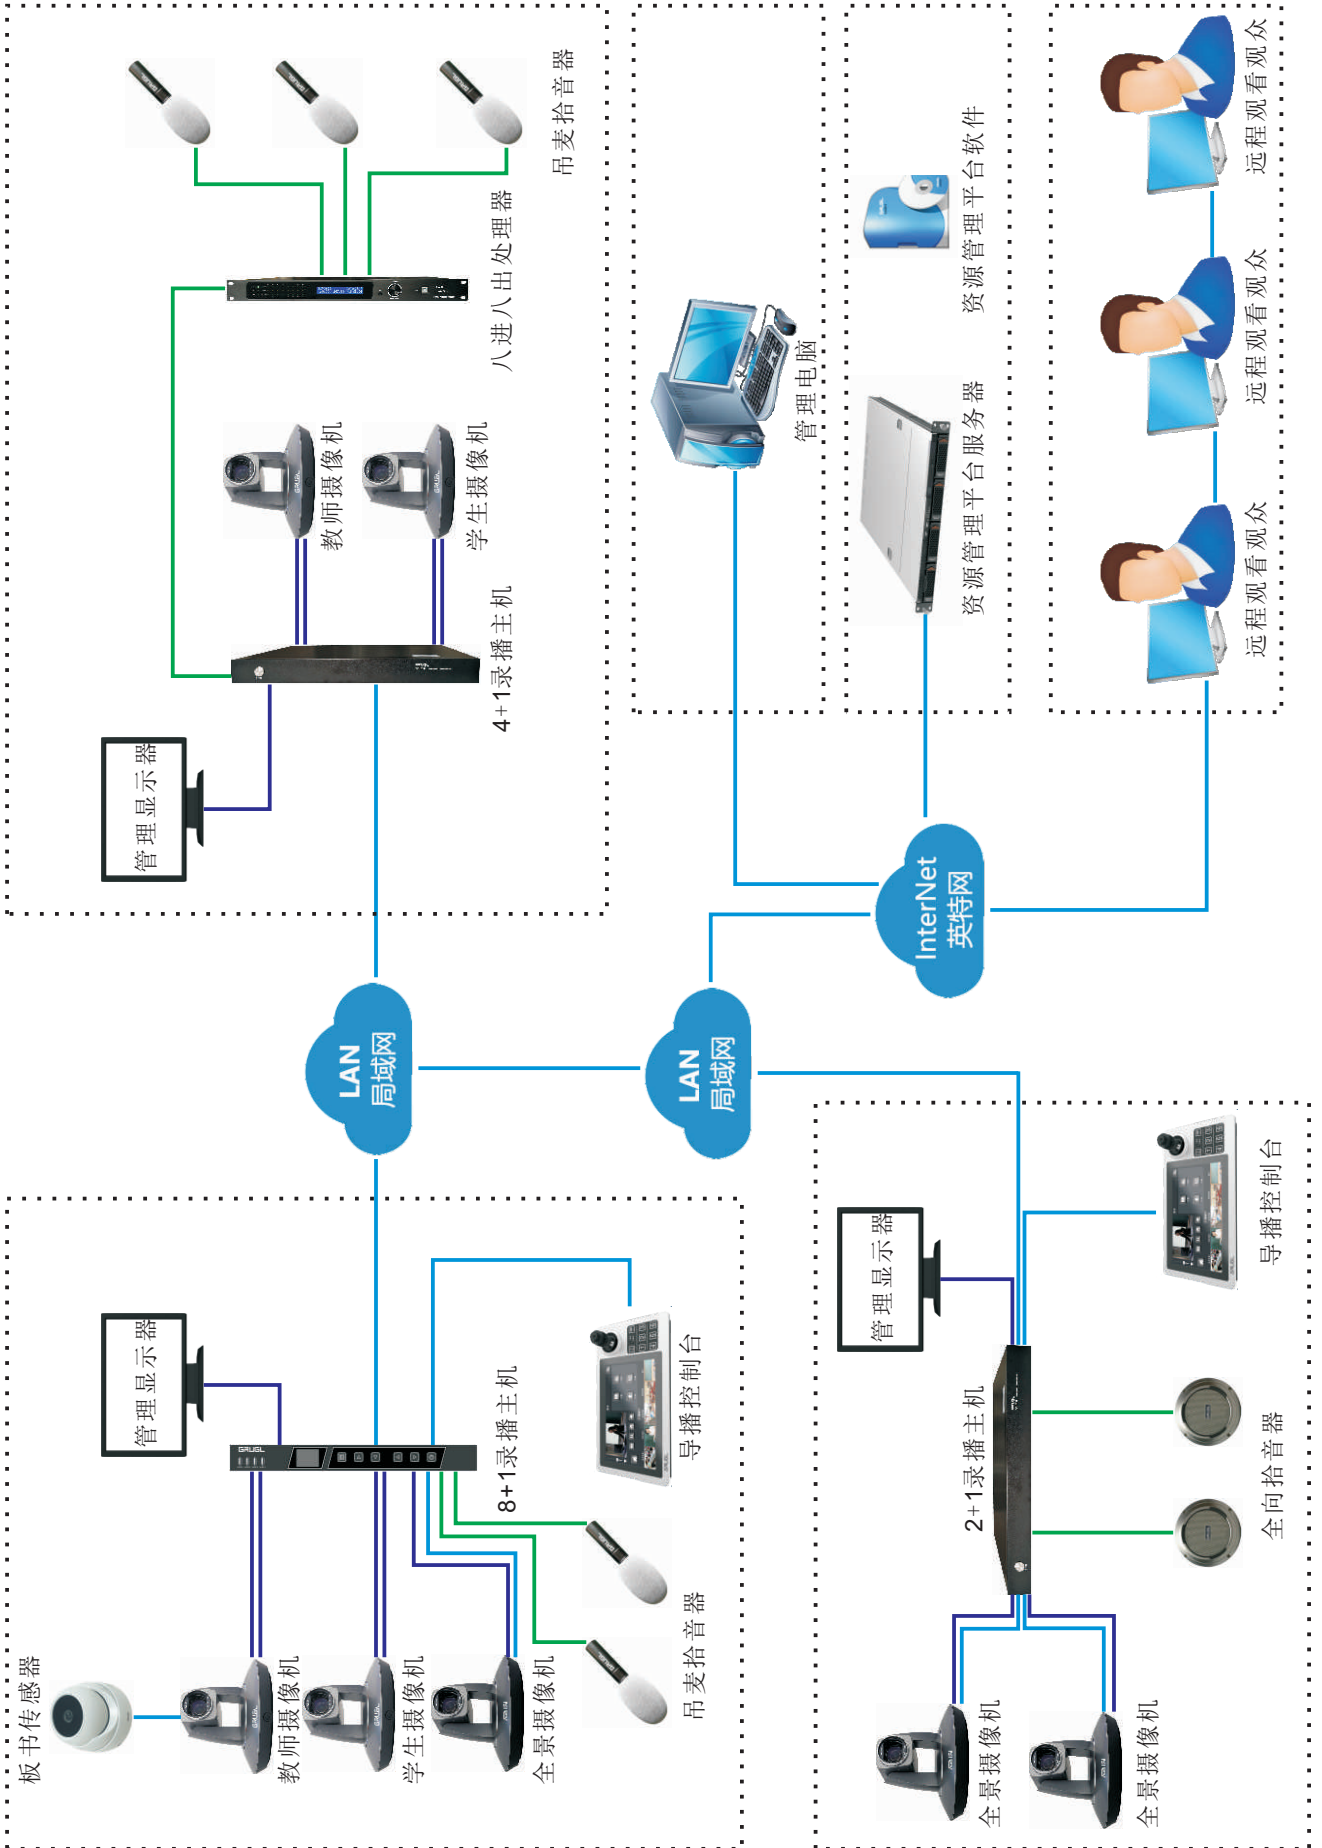 板书传感器
管理显示器
教师摄像机
学生摄像机
全景摄像机
GRUGL
8+1录播主机
吊麦拾音器
导播控制台
LAN
局域网
管理显示器
4+1录播主机
教师摄像机
学生摄像机
八进八出处理器
吊麦拾音器
LAN
局域网
InterNet
英特网
管理电脑
资源管理平台服务器
资源管理平台软件
远程观看观众
远程观看观众
远程观看观众
管理显示器
2+1录播主机
全景摄像机
全景摄像机
全向拾音器
导播控制台